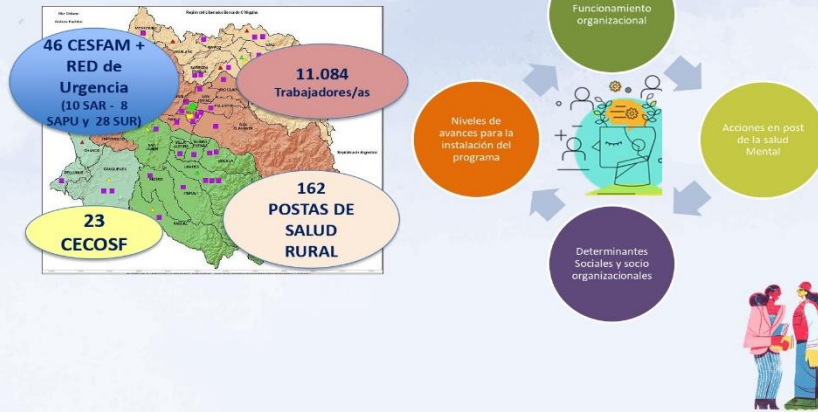 46 CESFAM +
RED de
Urgencia
(10 SAR - 8
SAPU y 28 SUR)
11.084
Trabajadores/as
23
CECOSF
162
POSTAS DE
SALUD
RURAL
Funcionamiento
organizacional
Niveles de
avances para la
instalación del
programa
Acciones en post
de la salud
Mental
Determinantes
Sociales y socio
organizacionales